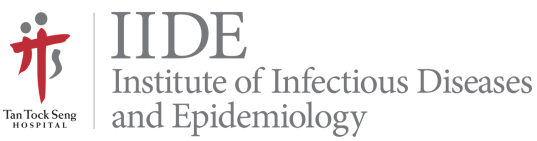 IIDE
Institute of Infectious Diseases
and Epidemiology
Tan Tock Seng
HOSPITAL